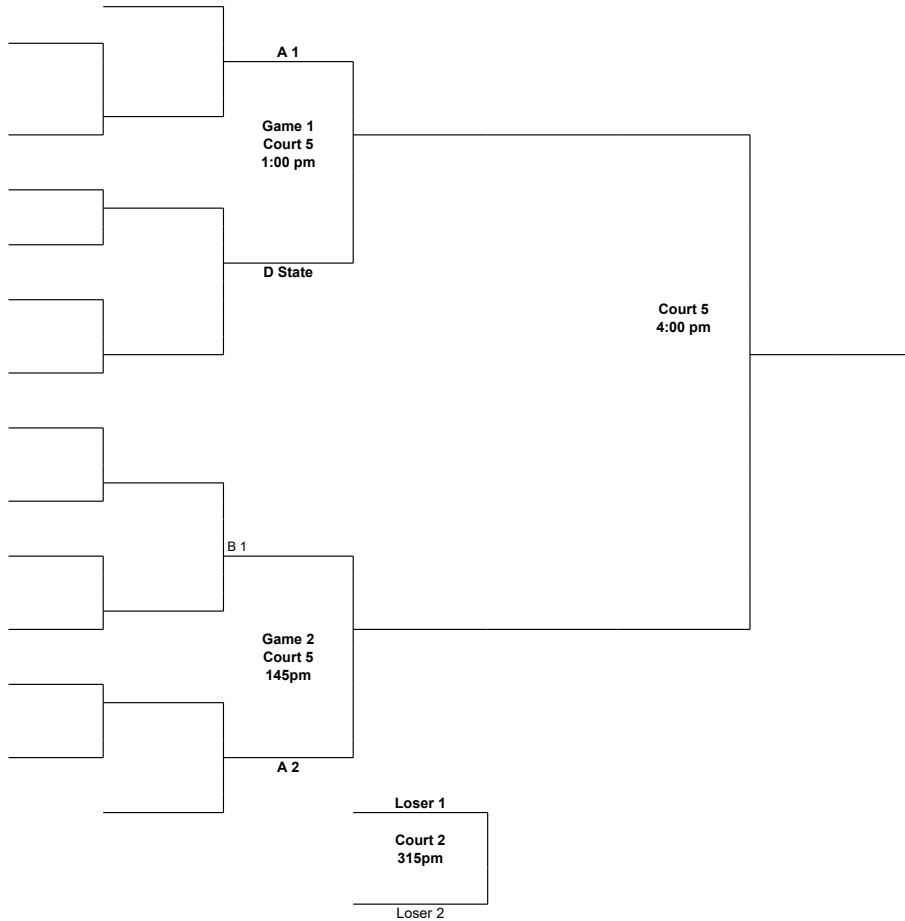 A 1
Game 1
Court 5
1:00 pm
D State
Court 5
4:00 pm
B 1
Game 2
Court 5
145pm
A 2
Loser 1
Court 2
315pm
Loser 2